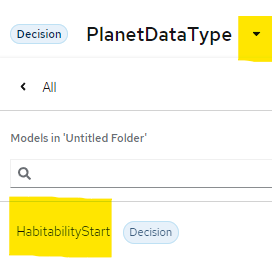 Decision PlanetDataType
All
Models in 'Untitled Folder'
HabitabilityStart Decision